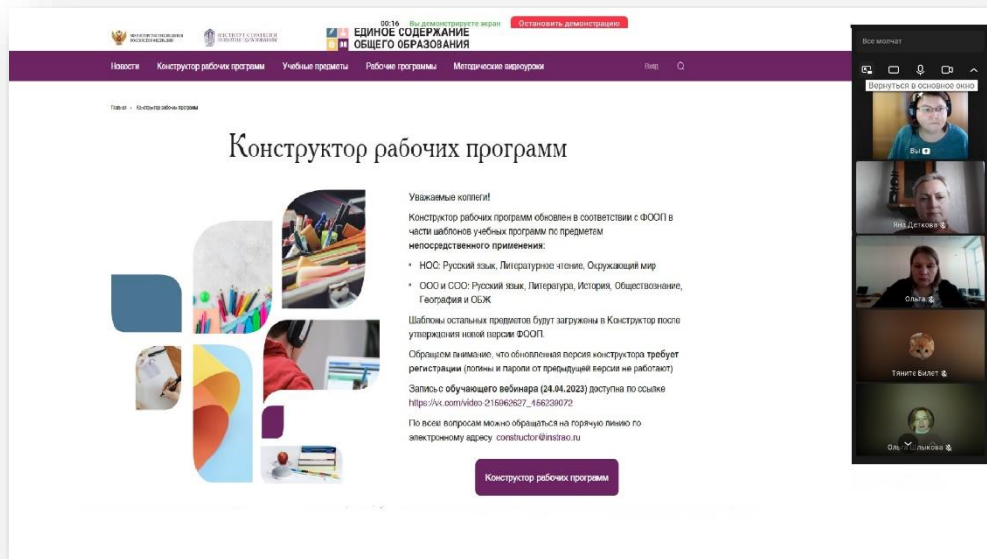 00:16 Вы демонстрируете экран Остановить демонстрацию
ЕДИНОЕ СОДЕРЖАНИЕ
ОБЩЕГО ОБРАЗОВАНИЯ
Новости Конструктор рабочих программ Учебные предметы Рабочие программы Методические видеоуроки Вход
Главная Конструктор рабочих программ
Конструктор рабочих программ
Уважаемые коллеги!
Конструктор рабочих программ обновлен в соответствии с ФООП в
части шаблонов учебных программ по предметам
непосредственного применения:
• НОО: Русский язык, Литературное чтение, Окружающий мир
• ООО и СОО: Русский язык, Литература, История, Обществознание,
География и ОБЖ
Шаблоны остальных предметов будут загружены в Конструктор после
утверждения новой версии ФООП.
Обращаем внимание, что обновленная версия конструктора требует
регистрации (логины и пароли от предыдущей версии не работают)
Запись с обучающего вебинара (24.04.2023) доступна по ссылке
https://vk.com/video-215962627_456239072
По всем вопросам можно обращаться на горячую линию по
электронному адресу constructor@instrao.ru
Конструктор рабочих программ
Все молчат
Вернуться в основное окно
Вы
Яна Деткова
Ольга
Тяните Билет
Ольга